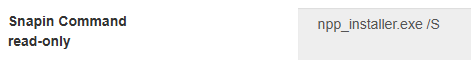 Snapin Command
read-only
npp_installer.exe /S